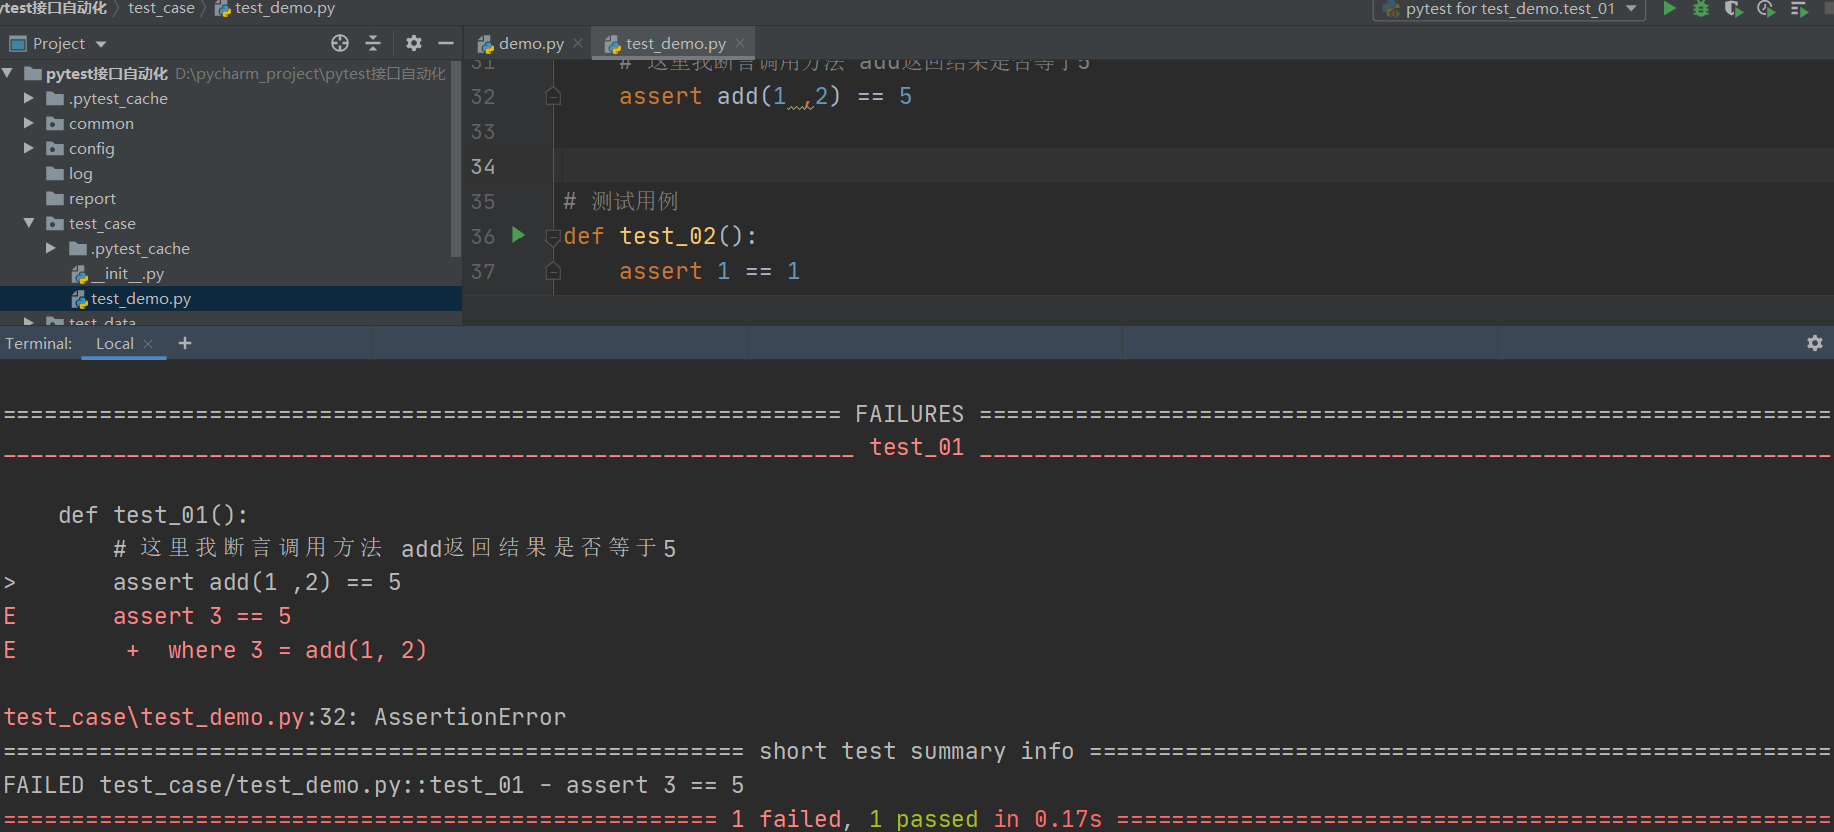 ytest接口自动化 〉 test_case 〉 test_demo.py
pytest for test_demo.test_01
Project
demo.py
test_demo.py
pytest接口自动化 D:\pycharm_project\pytest接口自动化
.pytest_cache
common
config
log
report
test_case
.pytest_cache
__init__.py
test_demo.py
test_data
31 # 这里我断言调用方法 add返回结果是否等于5
32 assert add(1 ,2) == 5
33
34
35 # 测试用例
36 def test_02():
37 assert 1 == 1
Terminal: Local +
============================================================= FAILURES ==============================================================
______________________________________________________________ test_01 ______________________________________________________________
def test_01():
# 这里我断言调用方法 add返回结果是否等于5
> assert add(1 ,2) == 5
E assert 3 == 5
E + where 3 = add(1, 2)
test_case\test_demo.py:32: AssertionError
====================================================== short test summary info ======================================================
FAILED test_case/test_demo.py::test_01 - assert 3 == 5
==================================================== 1 failed, 1 passed in 0.17s ====================================================